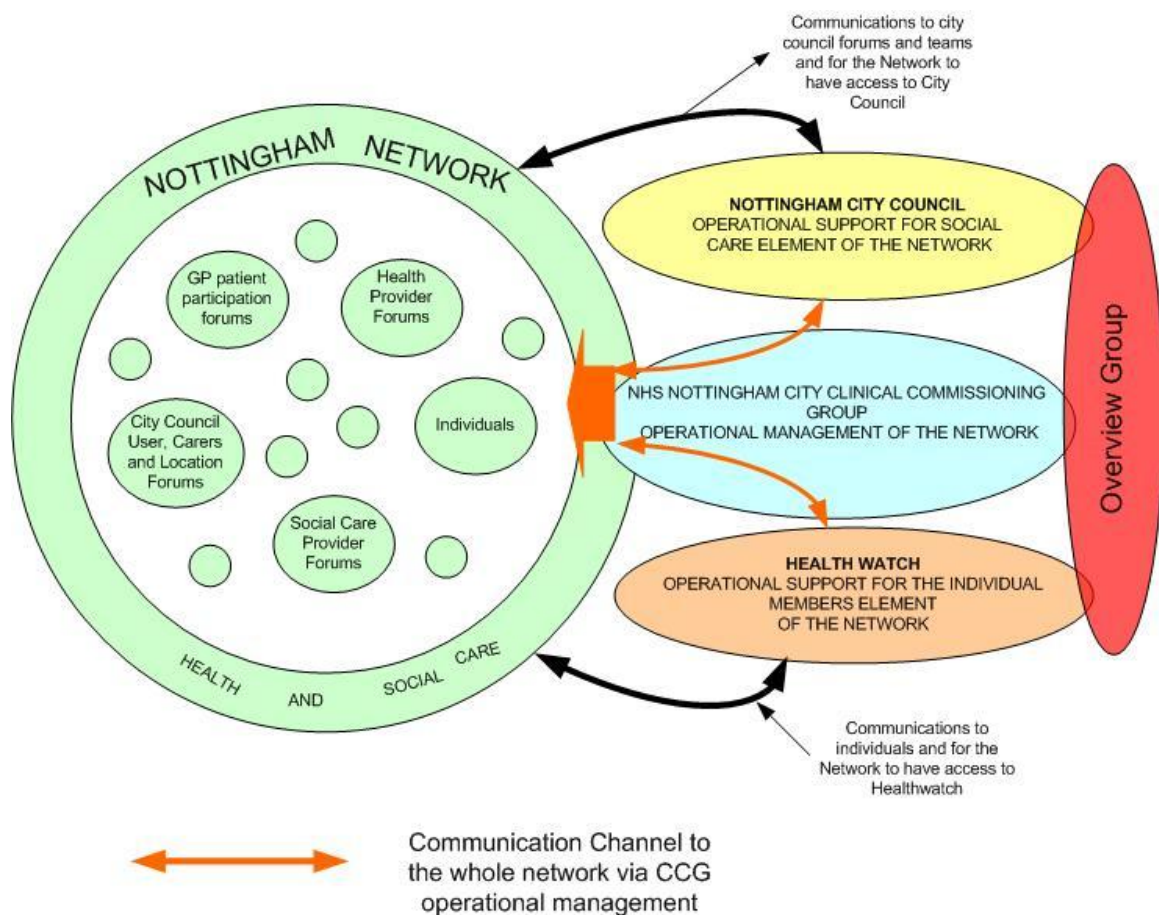 Communications to city
council forums and teams
and for the Network to
have access to City
Council
NOTTINGHAM NETWORK
GP patient
participation
forums
Health
Provider
Forums
City Council
User, Carers
and Location
Forums
Individuals
Social Care
Provider
Forums
HEALTH AND SOCIAL CARE
NOTTINGHAM CITY COUNCIL
OPERATIONAL SUPPORT FOR SOCIAL
CARE ELEMENT OF THE NETWORK
NHS NOTTINGHAM CITY CLINICAL COMMISSIONING
GROUP
OPERATIONAL MANAGEMENT OF THE NETWORK
HEALTH WATCH
OPERATIONAL SUPPORT FOR THE INDIVIDUAL
MEMBERS ELEMENT
OF THE NETWORK
Overview Group
Communications to
individuals and for the
Network to have access to
Healthwatch
Communication Channel to
the whole network via CCG
operational management